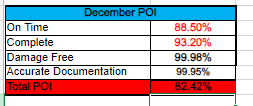 December POI
On Time 88.50%
Complete 93.20%
Damage Free 99.98%
Accurate Documentation 99.95%
Total POI 82.42%